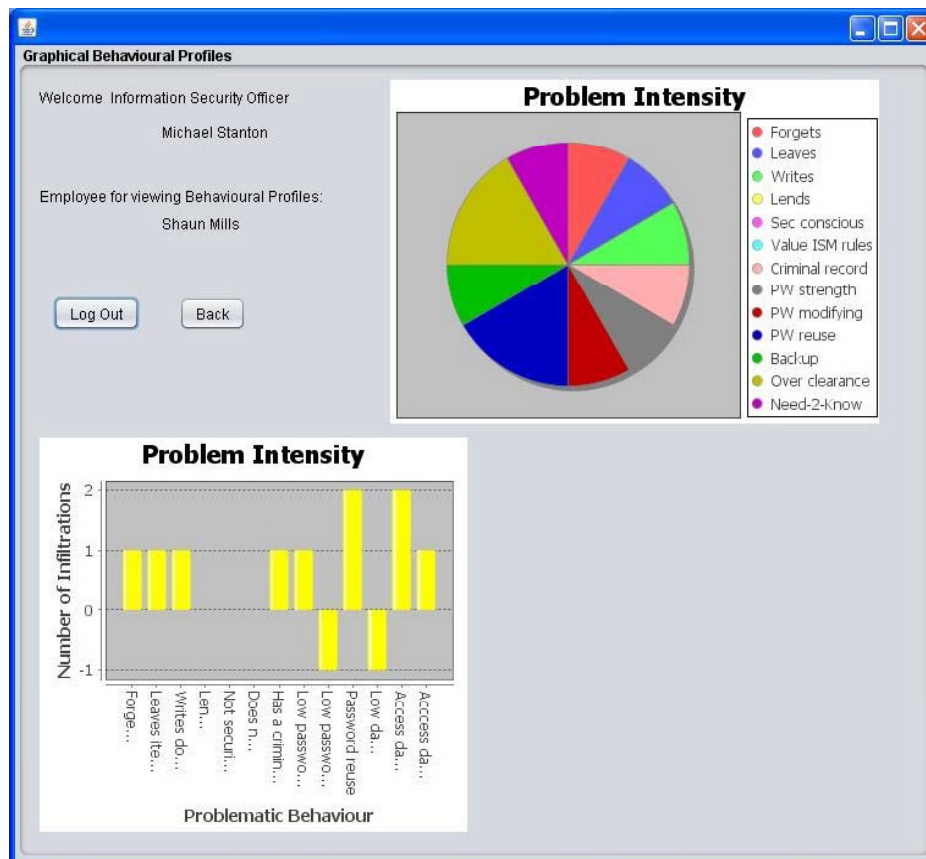 Graphical Behavioural Profiles
Welcome Information Security Officer
Michael Stanton
Employee for viewing Behavioural Profiles:
Shaun Mills
Log Out
Back
Problem Intensity
Forgets
Leaves
Writes
Lends
Sec conscious
Value ISM rules
Criminal record
PW strength
PW modifying
PW reuse
Backup
Over clearance
Need-2-Know
Problem Intensity
Number of Infiltrations
2
1
0
-1
Forge...
Leaves ite...
Writes do...
Len...
Not securi...
Does n...
Has a crimin...
Low passwo...
Low passwo...
Password reuse
Low da...
Access da...
Acccess da...
Problematic Behaviour